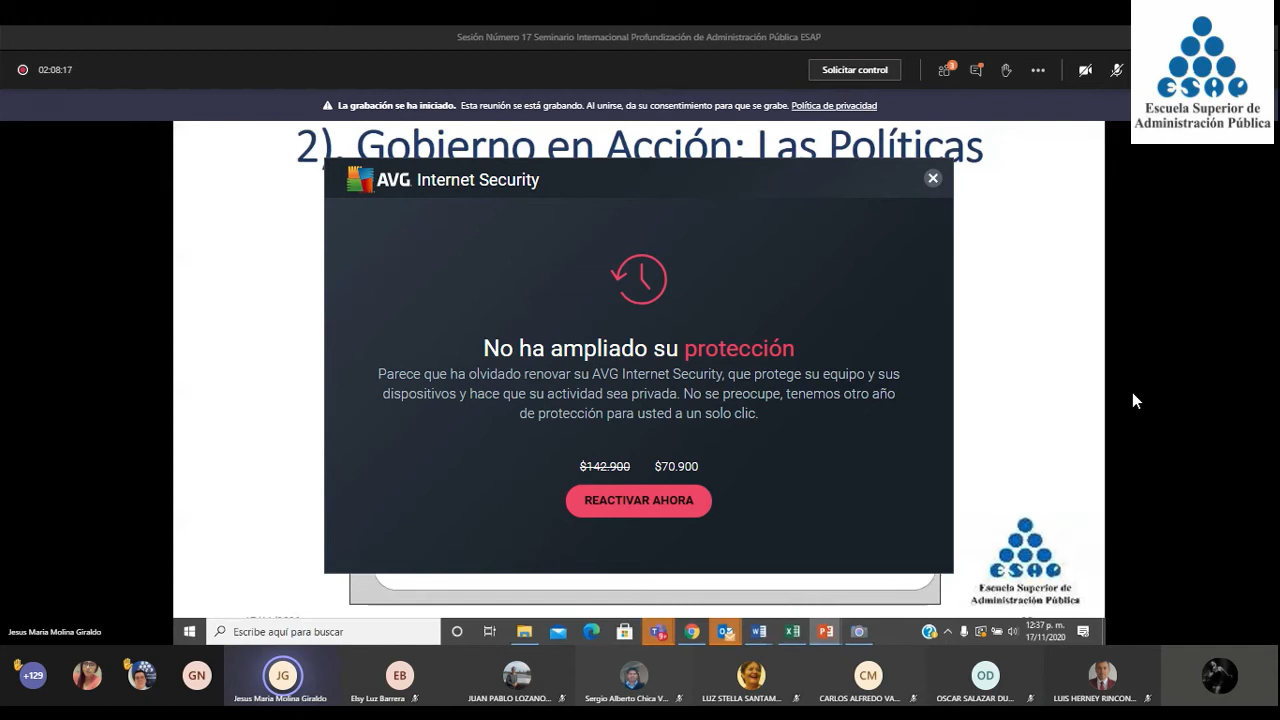 Sesión Número 17 Seminario Internacional Profundización de Administración Pública ESAP
02:08:17
Solicitar control
3
ESAP
Escuela Superior de
Administración Pública
La grabación se ha iniciado. Esta reunión se está grabando. Al unirse, da su consentimiento para que se grabe. Política de privacidad
2). Gobierno en Acción: Las Políticas
AVG Internet Security
No ha ampliado su protección
Parece que ha olvidado renovar su AVG Internet Security, que protege su equipo y sus
dispositivos y hace que su actividad sea privada. No se preocupe, tenemos otro año
de protección para usted a un solo clic.
$142.900 $70.900
REACTIVAR AHORA
ESAP
Escuela Superior de
Administración Pública
Jesus Maria Molina Giraldo
Escribe aquí para buscar
12:37 p. m.
17/11/2020
+129
GN
JG
Jesus Maria Molina Giraldo
EB
Elsy Luz Barrera
JUAN PABLO LOZANO...
Sergio Alberto Chica V...
LUZ STELLA SANTAM...
CM
CARLOS ALFREDO VA...
OD
OSCAR SALAZAR DU...
LUIS HERNEY RINCON...